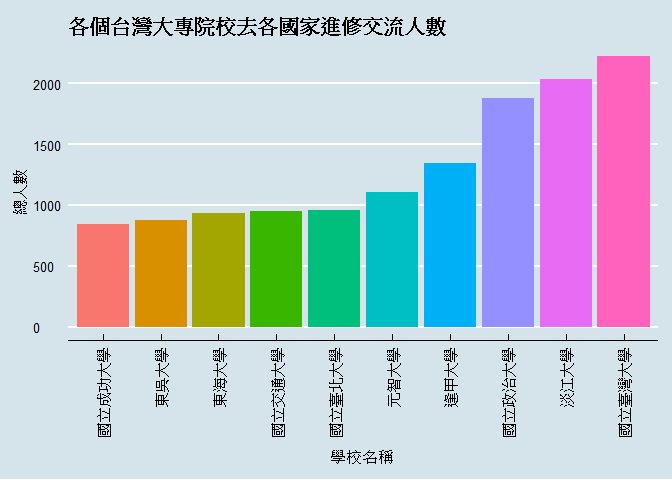 各個台灣大專院校去各國家進修交流人數
總人數
2000
1500
1000
500
0
國立成功大學
東吳大學
東海大學
國立交通大學
國立臺北大學
元智大學
逢甲大學
國立政治大學
淡江大學
國立臺灣大學
學校名稱